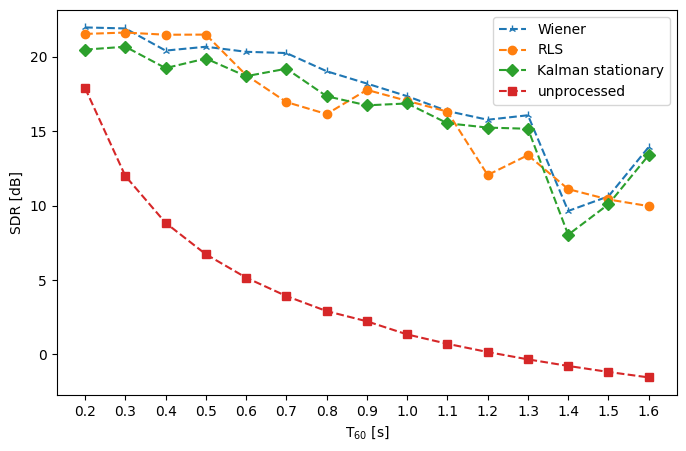 Wiener
RLS
Kalman stationary
unprocessed
SDR [dB]
20
15
10
5
0
0.2 0.3 0.4 0.5 0.6 0.7 0.8 0.9 1.0 1.1 1.2 1.3 1.4 1.5 1.6
T60 [s]